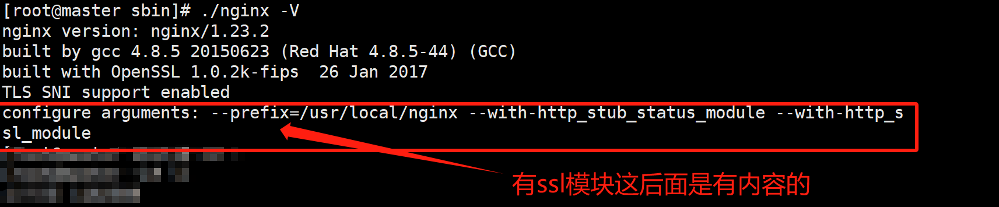 [root@master sbin]# ./nginx -V
nginx version: nginx/1.23.2
built by gcc 4.8.5 20150623 (Red Hat 4.8.5-44) (GCC)
built with OpenSSL 1.0.2k-fips  26 Jan 2017
TLS SNI support enabled
configure arguments: --prefix=/usr/local/nginx --with-http_stub_status_module --with-http_s
sl_module
有ssl模块这后面是有内容的